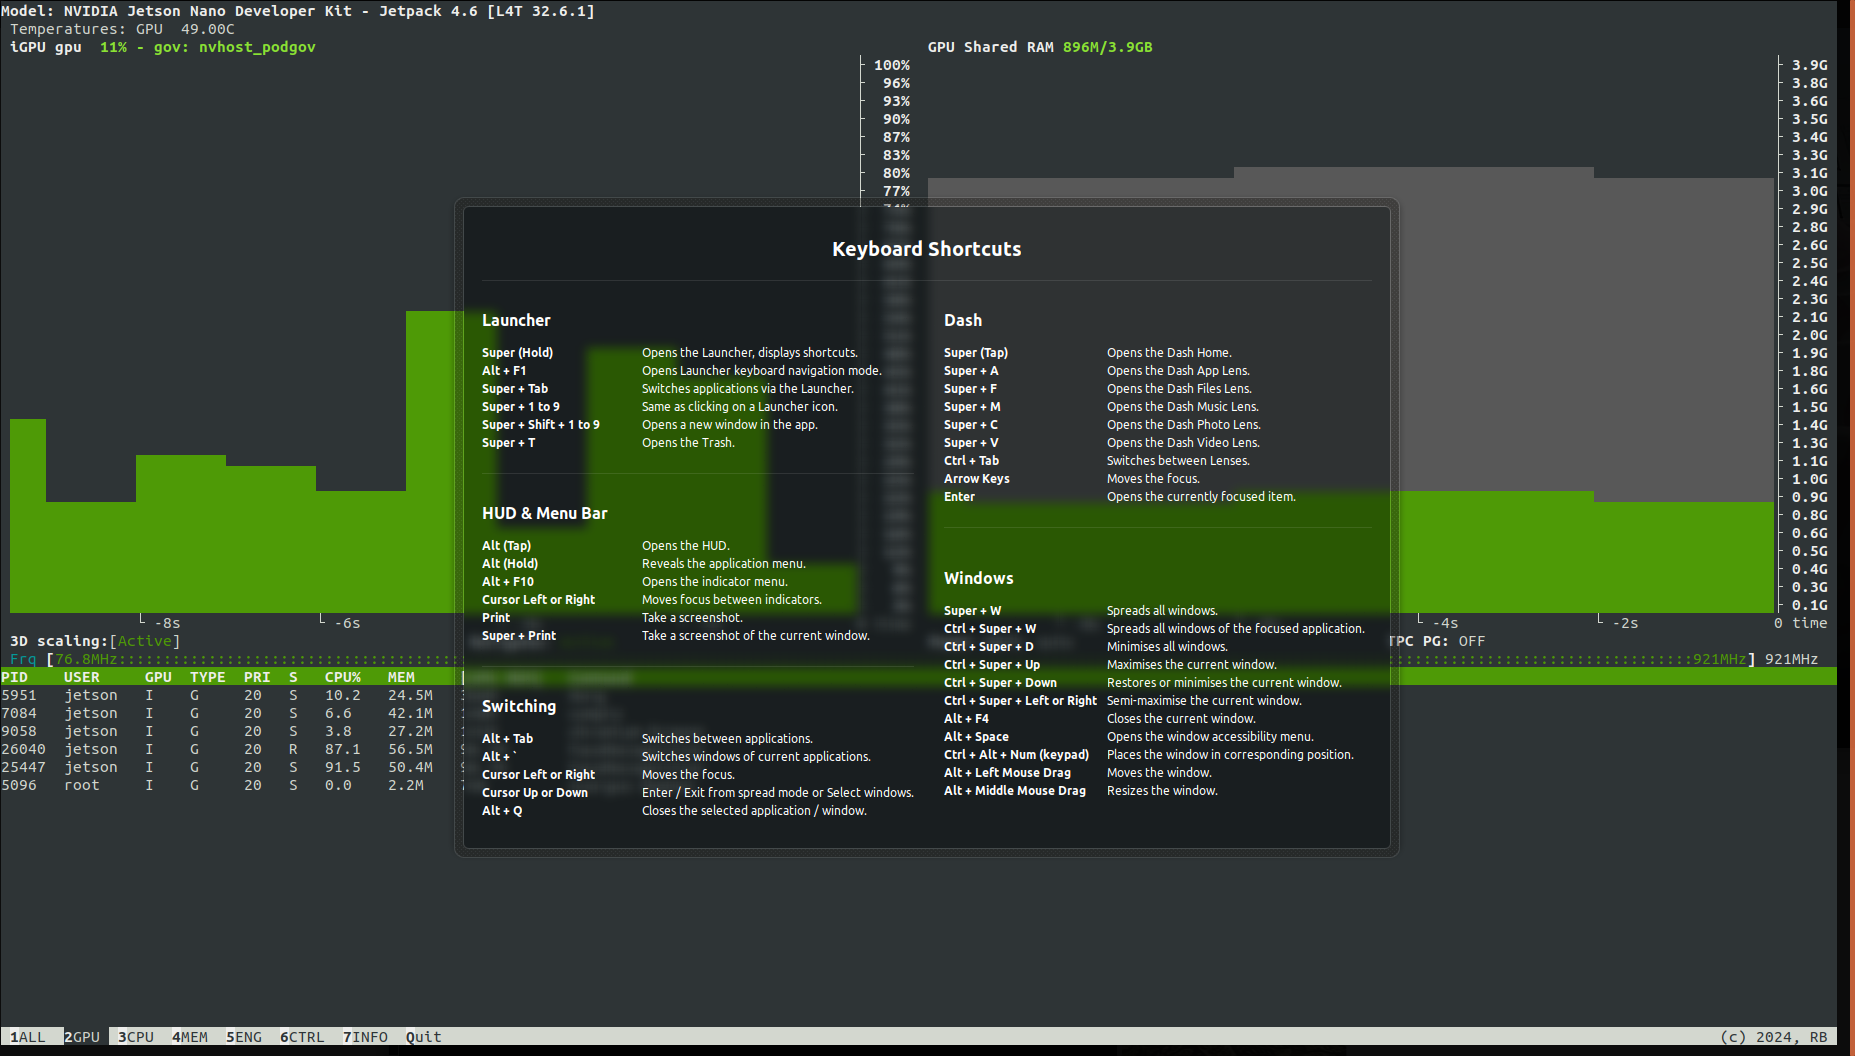 Model: NVIDIA Jetson Nano Developer Kit - Jetpack 4.6 [L4T 32.6.1]
Temperatures: GPU 49.00C
iGPU gpu 11% - gov: nvhost_podgov
GPU Shared RAM 896M/3.9GB
100%
96%
93%
90%
87%
83%
80%
77%
3.9G
3.8G
3.6G
3.5G
3.4G
3.3G
3.1G
3.0G
2.9G
2.8G
2.6G
2.5G
2.4G
2.3G
2.1G
2.0G
1.9G
1.8G
1.6G
1.5G
1.4G
1.3G
1.1G
1.0G
0.9G
0.8G
0.6G
0.5G
0.4G
0.3G
0.1G
Keyboard Shortcuts
Launcher
Super (Hold) Opens the Launcher, displays shortcuts.
Alt + F1 Opens Launcher keyboard navigation mode.
Super + Tab Switches applications via the Launcher.
Super + 1 to 9 Same as clicking on a Launcher icon.
Super + Shift + 1 to 9 Opens a new window in the app.
Super + T Opens the Trash.
HUD & Menu Bar
Alt (Tap) Opens the HUD.
Alt (Hold) Reveals the application menu.
Alt + F10 Opens the indicator menu.
Cursor Left or Right Moves focus between indicators.
Print Take a screenshot.
Super + Print Take a screenshot of the current window.
Switching
Alt + Tab Switches between applications.
Alt + ` Switches windows of current applications.
Cursor Left or Right Moves the focus.
Cursor Up or Down Enter / Exit from spread mode or Select windows.
Alt + Q Closes the selected application / window.
Dash
Super (Tap) Opens the Dash Home.
Super + A Opens the Dash App Lens.
Super + F Opens the Dash Files Lens.
Super + M Opens the Dash Music Lens.
Super + C Opens the Dash Photo Lens.
Super + V Opens the Dash Video Lens.
Ctrl + Tab Switches between Lenses.
Arrow Keys Moves the focus.
Enter Opens the currently focused item.
Windows
Super + W Spreads all windows.
Ctrl + Super + W Spreads all windows of the focused application.
Ctrl + Super + D Minimises all windows.
Ctrl + Super + Up Maximises the current window.
Ctrl + Super + Down Restores or minimises the current window.
Ctrl + Super + Left or Right Semi-maximise the current window.
Alt + F4 Closes the current window.
Alt + Space Opens the window accessibility menu.
Ctrl + Alt + Num (keypad) Places the window in corresponding position.
Alt + Left Mouse Drag Moves the window.
Alt + Middle Mouse Drag Resizes the window.
-8s -6s
-4s -2s 0 time
3D scaling:[Active]
TPC PG: OFF
Frq [76.8MHz 921MHz] 921MHz
PID USER GPU TYPE PRI S CPU% MEM
5951 jetson I G 20 S 10.2 24.5M
7084 jetson I G 20 S 6.6 42.1M
9058 jetson I G 20 S 3.8 27.2M
26040 jetson I G 20 R 87.1 56.5M
25447 jetson I G 20 S 91.5 50.4M
5096 root I G 20 S 0.0 2.2M
1ALL 2GPU 3CPU 4MEM 5ENG 6CTRL 7INFO Quit
(c) 2024, RB